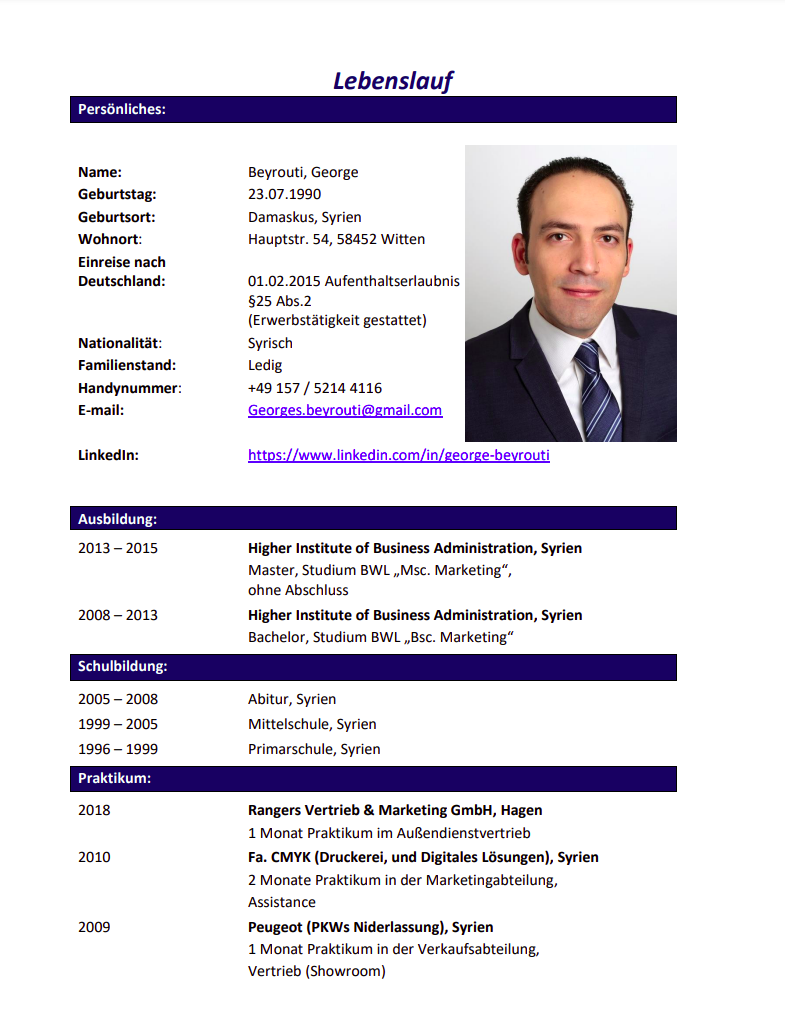 Lebenslauf
Persönliches:
Name: Beyrouti, George
Geburtstag: 23.07.1990
Geburtsort: Damaskus, Syrien
Wohnort: Hauptstr. 54, 58452 Witten
Einreise nach
Deutschland: 01.02.2015 Aufenthaltserlaubnis
§25 Abs.2
(Erwerbstätigkeit gestattet)
Nationalität: Syrisch
Familienstand: Ledig
Handynummer: +49 157 / 5214 4116
E-mail: Georges.beyrouti@gmail.com
LinkedIn: https://www.linkedin.com/in/george-beyrouti
Ausbildung:
2013 – 2015 Higher Institute of Business Administration, Syrien
Master, Studium BWL „Msc. Marketing“,
ohne Abschluss
2008 – 2013 Higher Institute of Business Administration, Syrien
Bachelor, Studium BWL „Bsc. Marketing“
Schulbildung:
2005 – 2008 Abitur, Syrien
1999 – 2005 Mittelschule, Syrien
1996 – 1999 Primarschule, Syrien
Praktikum:
2018 Rangers Vertrieb & Marketing GmbH, Hagen
1 Monat Praktikum im Außendienstvertrieb
2010 Fa. CMYK (Druckerei, und Digitales Lösungen), Syrien
2 Monate Praktikum in der Marketingabteilung,
Assistance
2009 Peugeot (PKWs Niderlassung), Syrien
1 Monat Praktikum in der Verkaufsabteilung,
Vertrieb (Showroom)